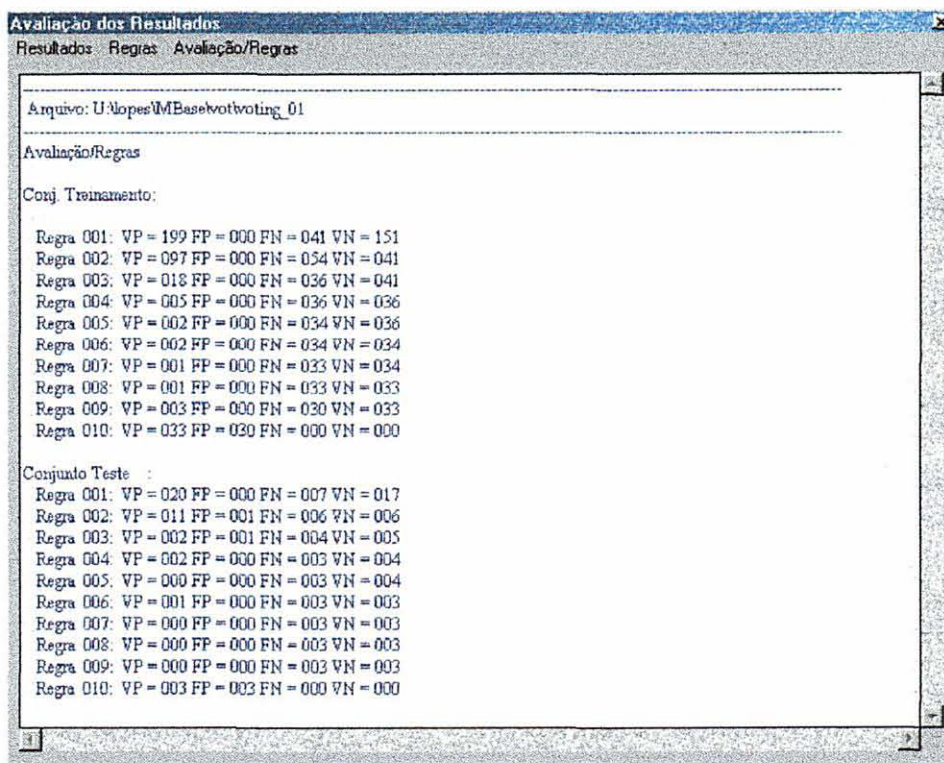 Avaliação dos Resultados
Resultados Regras Avaliação/Regras
Arquivo: U:\lopes\MBase\vot\voting_01
Avaliação/Regras
Conj. Treinamento:
Regra 001: VP = 199 FP = 000 FN = 041 VN = 151
Regra 002: VP = 097 FP = 000 FN = 054 VN = 041
Regra 003: VP = 018 FP = 000 FN = 036 VN = 041
Regra 004: VP = 005 FP = 000 FN = 036 VN = 036
Regra 005: VP = 002 FP = 000 FN = 034 VN = 036
Regra 006: VP = 002 FP = 000 FN = 034 VN = 034
Regra 007: VP = 001 FP = 000 FN = 033 VN = 034
Regra 008: VP = 001 FP = 000 FN = 033 VN = 033
Regra 009: VP = 003 FP = 000 FN = 030 VN = 033
Regra 010: VP = 033 FP = 030 FN = 000 VN = 000
Conjunto Teste :
Regra 001: VP = 020 FP = 000 FN = 007 VN = 017
Regra 002: VP = 011 FP = 001 FN = 006 VN = 006
Regra 003: VP = 002 FP = 001 FN = 004 VN = 005
Regra 004: VP = 002 FP = 000 FN = 003 VN = 004
Regra 005: VP = 000 FP = 000 FN = 003 VN = 004
Regra 006: VP = 001 FP = 000 FN = 003 VN = 003
Regra 007: VP = 000 FP = 000 FN = 003 VN = 003
Regra 008: VP = 000 FP = 000 FN = 003 VN = 003
Regra 009: VP = 000 FP = 000 FN = 003 VN = 003
Regra 010: VP = 003 FP = 003 FN = 000 VN = 000